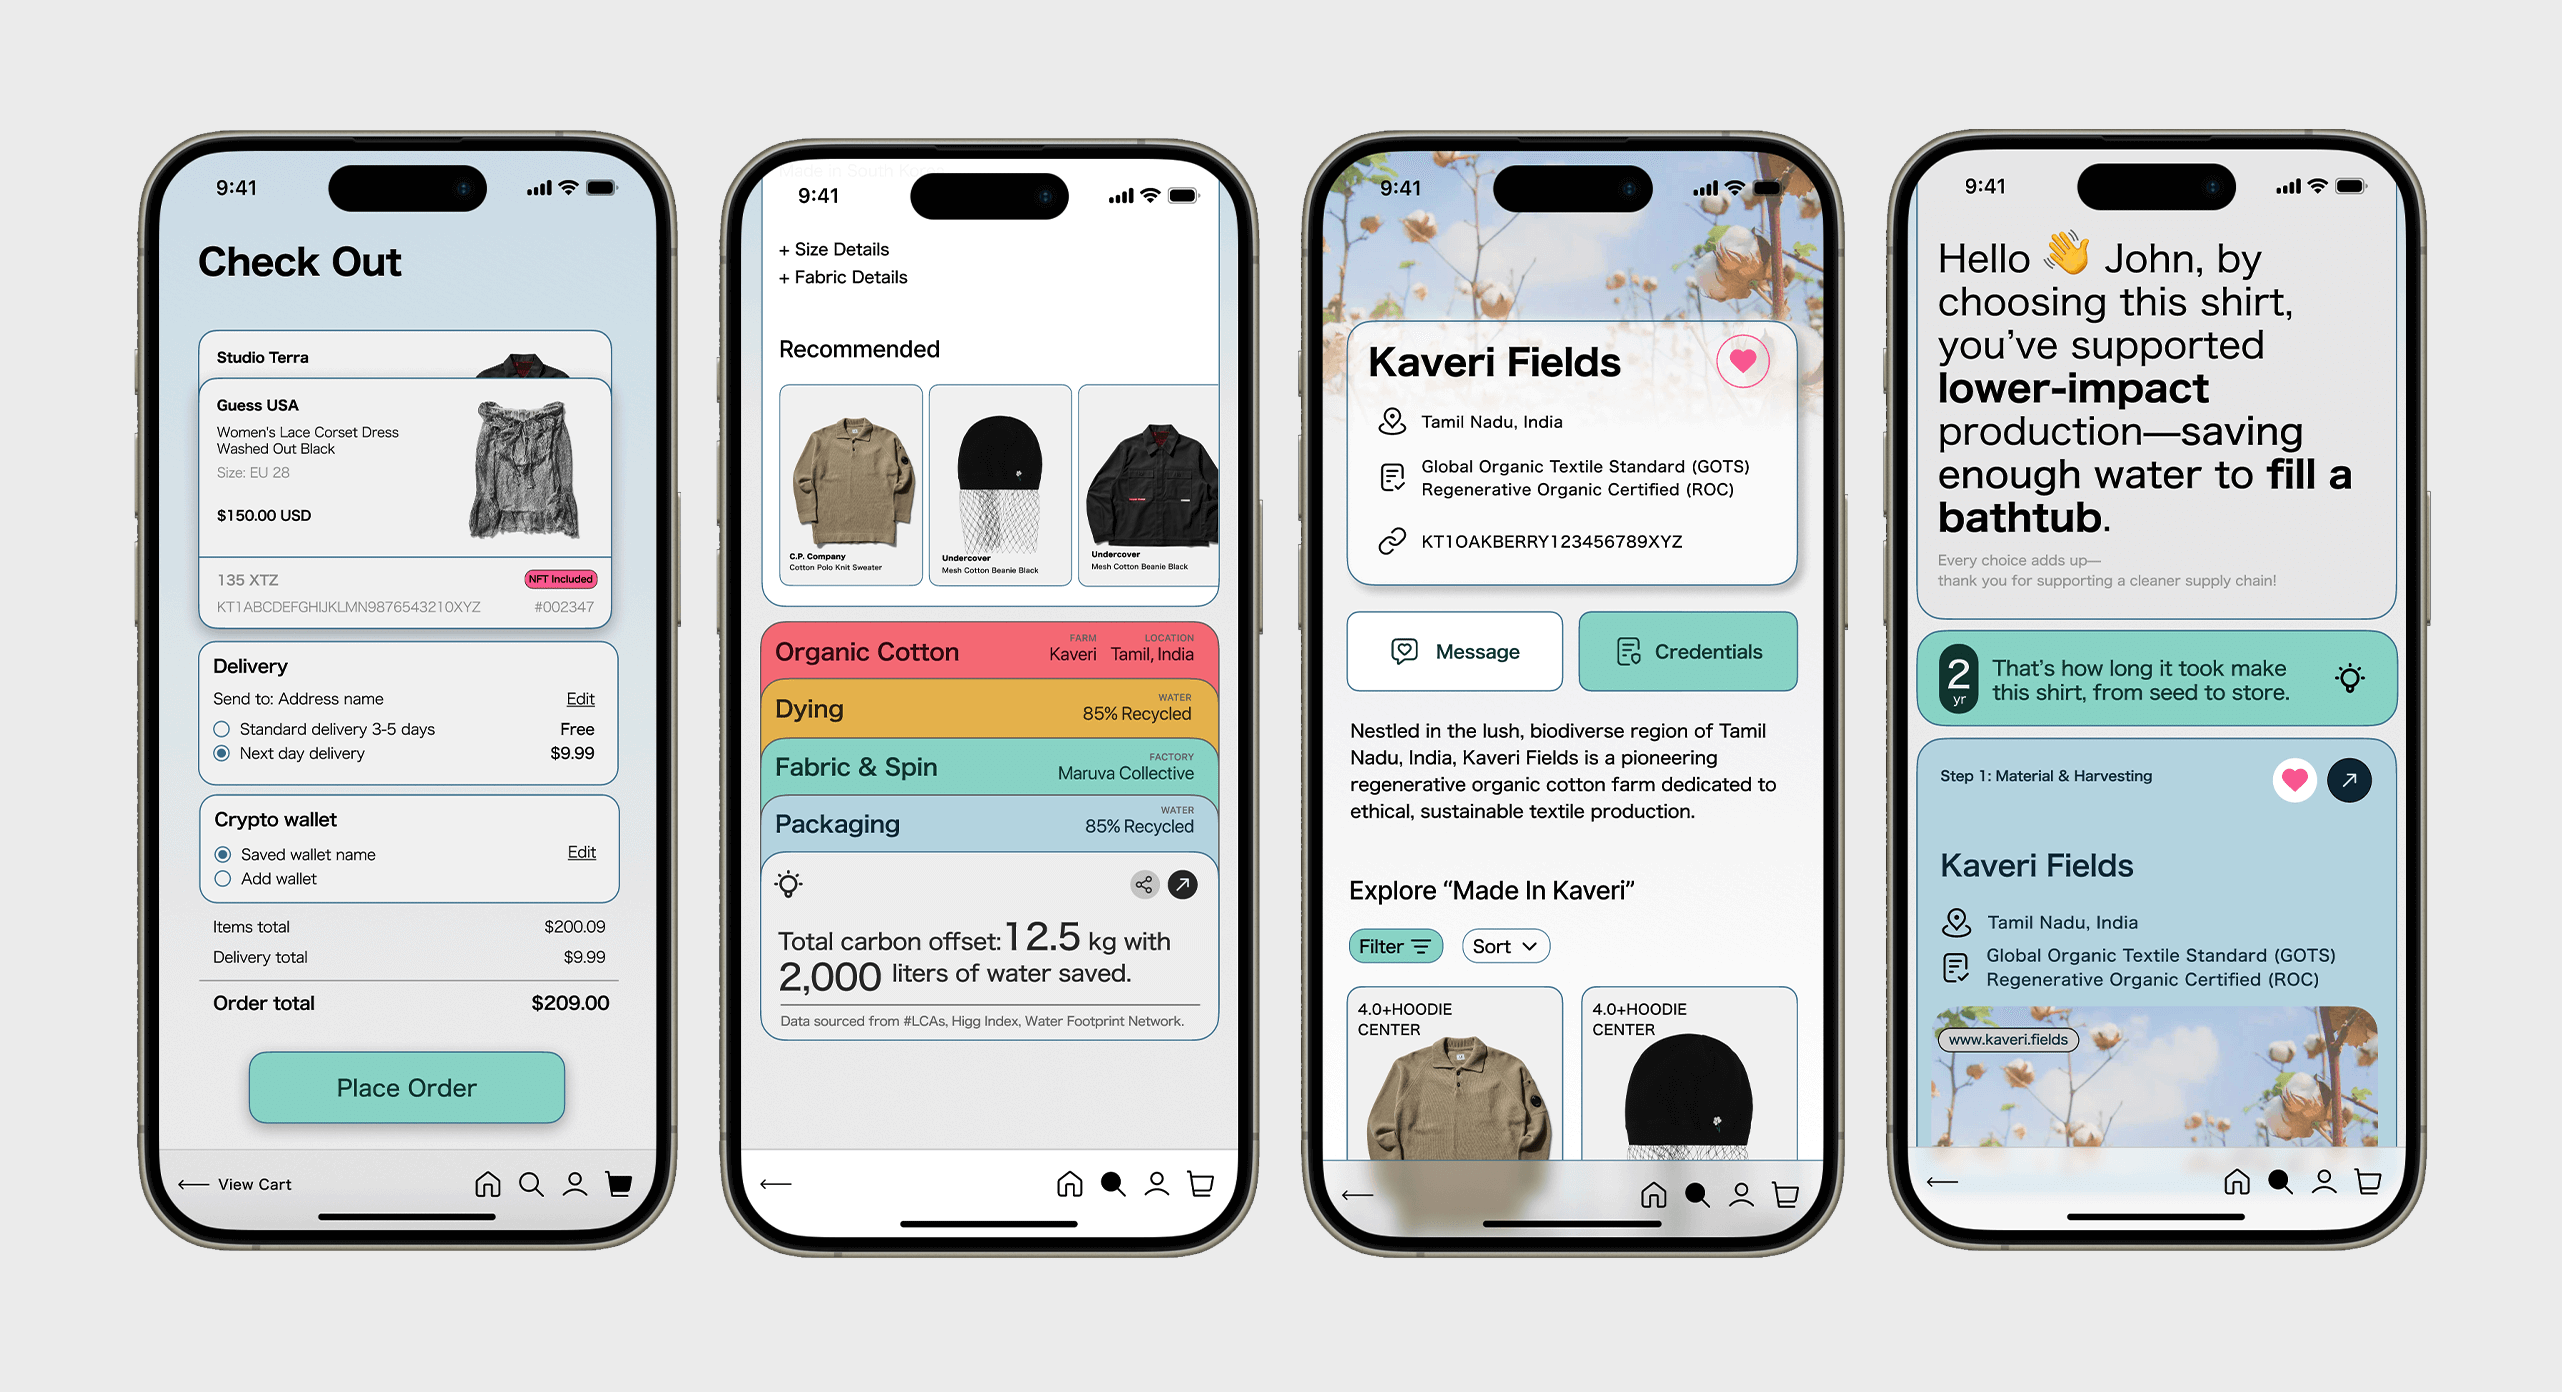 9:41
Check Out
Studio Terra
Guess USA
Women's Lace Corset Dress
Washed Out Black
Size: EU 28
$150.00 USD
135 XTZ
NFT Included
KT1ABCDEFGHIJKLMN9876543210XYZ
#002347
Delivery
Send to: Address name
Edit
Standard delivery 3-5 days
Free
Next day delivery
$9.99
Crypto wallet
Saved wallet name
Edit
Add wallet
Items total
$200.09
Delivery total
$9.99
Order total
$209.00
Place Order
View Cart
Made in South Korea
9:41
+ Size Details
+ Fabric Details
Recommended
C.P. Company
Cotton Polo Knit Sweater
Undercover
Mesh Cotton Beanie Black
Undercover
Mesh Cotton Beanie Black
Organic Cotton
FARM
Kaveri
LOCATION
Tamil, India
Dying
WATER
85% Recycled
Fabric & Spin
FACTORY
Maruva Collective
Packaging
WATER
85% Recycled
Total carbon offset: 12.5 kg with
2,000 liters of water saved.
Data sourced from #LCAs, Higg Index, Water Footprint Network.
9:41
Kaveri Fields
Tamil Nadu, India
Global Organic Textile Standard (GOTS)
Regenerative Organic Certified (ROC)
KT1OAKBERRY123456789XYZ
Message
Credentials
Nestled in the lush, biodiverse region of Tamil
Nadu, India, Kaveri Fields is a pioneering
regenerative organic cotton farm dedicated to
ethical, sustainable textile production.
Explore “Made In Kaveri”
Filter
Sort
4.0+HOODIE
CENTER
4.0+HOODIE
CENTER
9:41
Hello 👋 John, by
choosing this shirt,
you’ve supported
lower-impact
production—saving
enough water to fill a
bathtub.
Every choice adds up—
thank you for supporting a cleaner supply chain!
2
yr
That’s how long it took make
this shirt, from seed to store.
Step 1: Material & Harvesting
Kaveri Fields
Tamil Nadu, India
Global Organic Textile Standard (GOTS)
Regenerative Organic Certified (ROC)
www.kaveri.fields